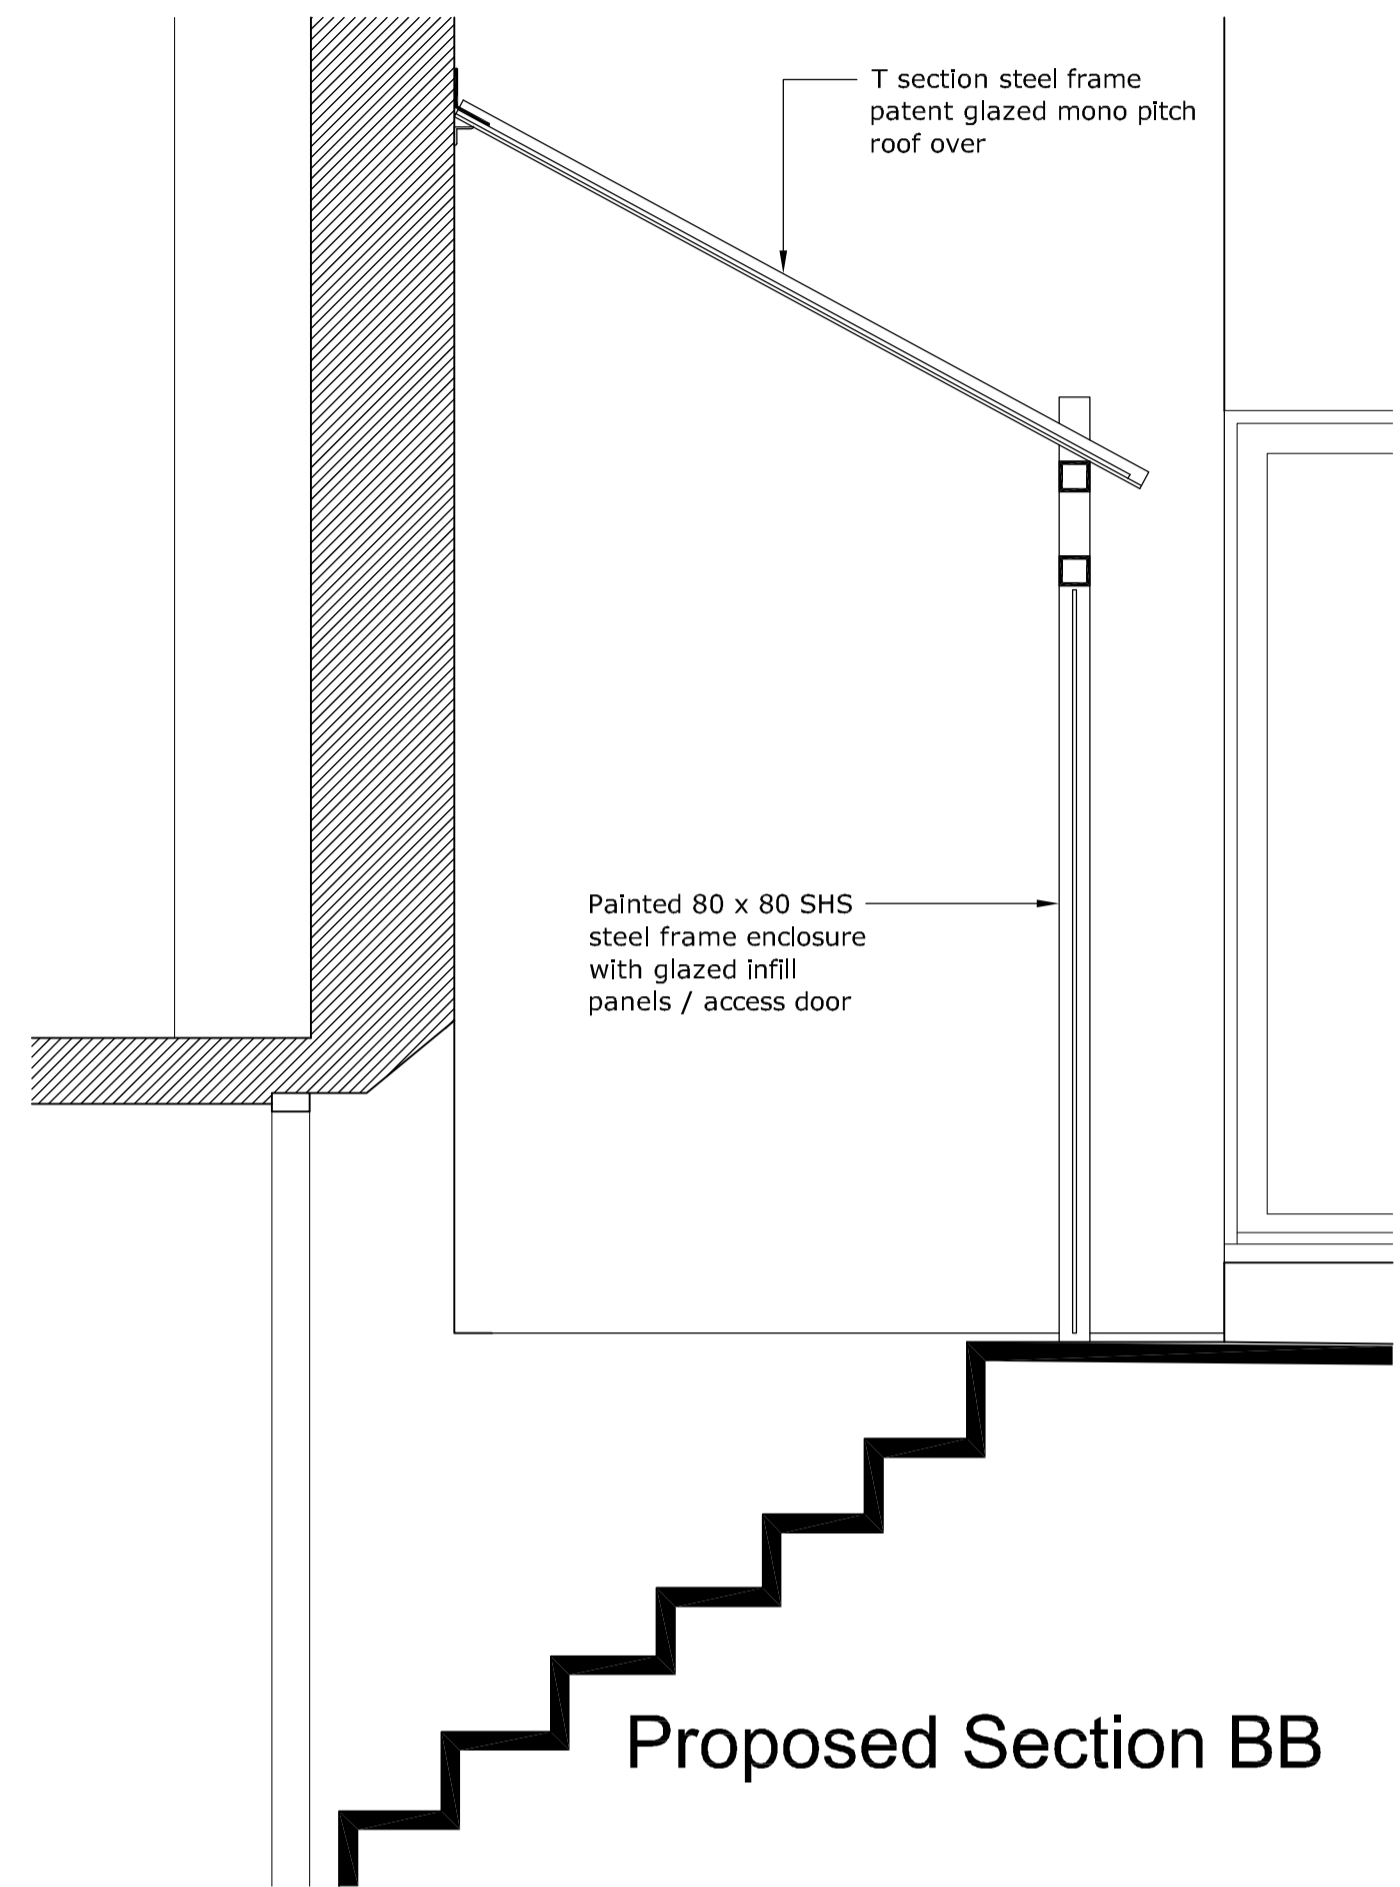 T section steel frame
patent glazed mono pitch
roof over
Painted 80 x 80 SHS
steel frame enclosure
with glazed infill
panels / access door
Proposed Section BB